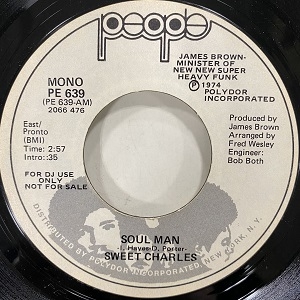 people
JAMES BROWN-
MINISTER OF
NEW NEW SUPER
HEAVY FUNK
Ⓟ 1974
POLYDOR
INCORPORATED
MONO
PE 639
(PE 639-AM)
2066 476
East/
Pronto
(BMI)
Time: 2:57
Intro: :35
FOR DJ USE
ONLY
NOT FOR SALE
Produced by
James Brown
Arranged by
Fred Wesley
Engineer:
Bob Both
SOUL MAN
-I. Hayes-D. Porter-
SWEET CHARLES
DISTRIBUTED BY POLYDOR INCORPORATED, NEW YORK, N.Y.